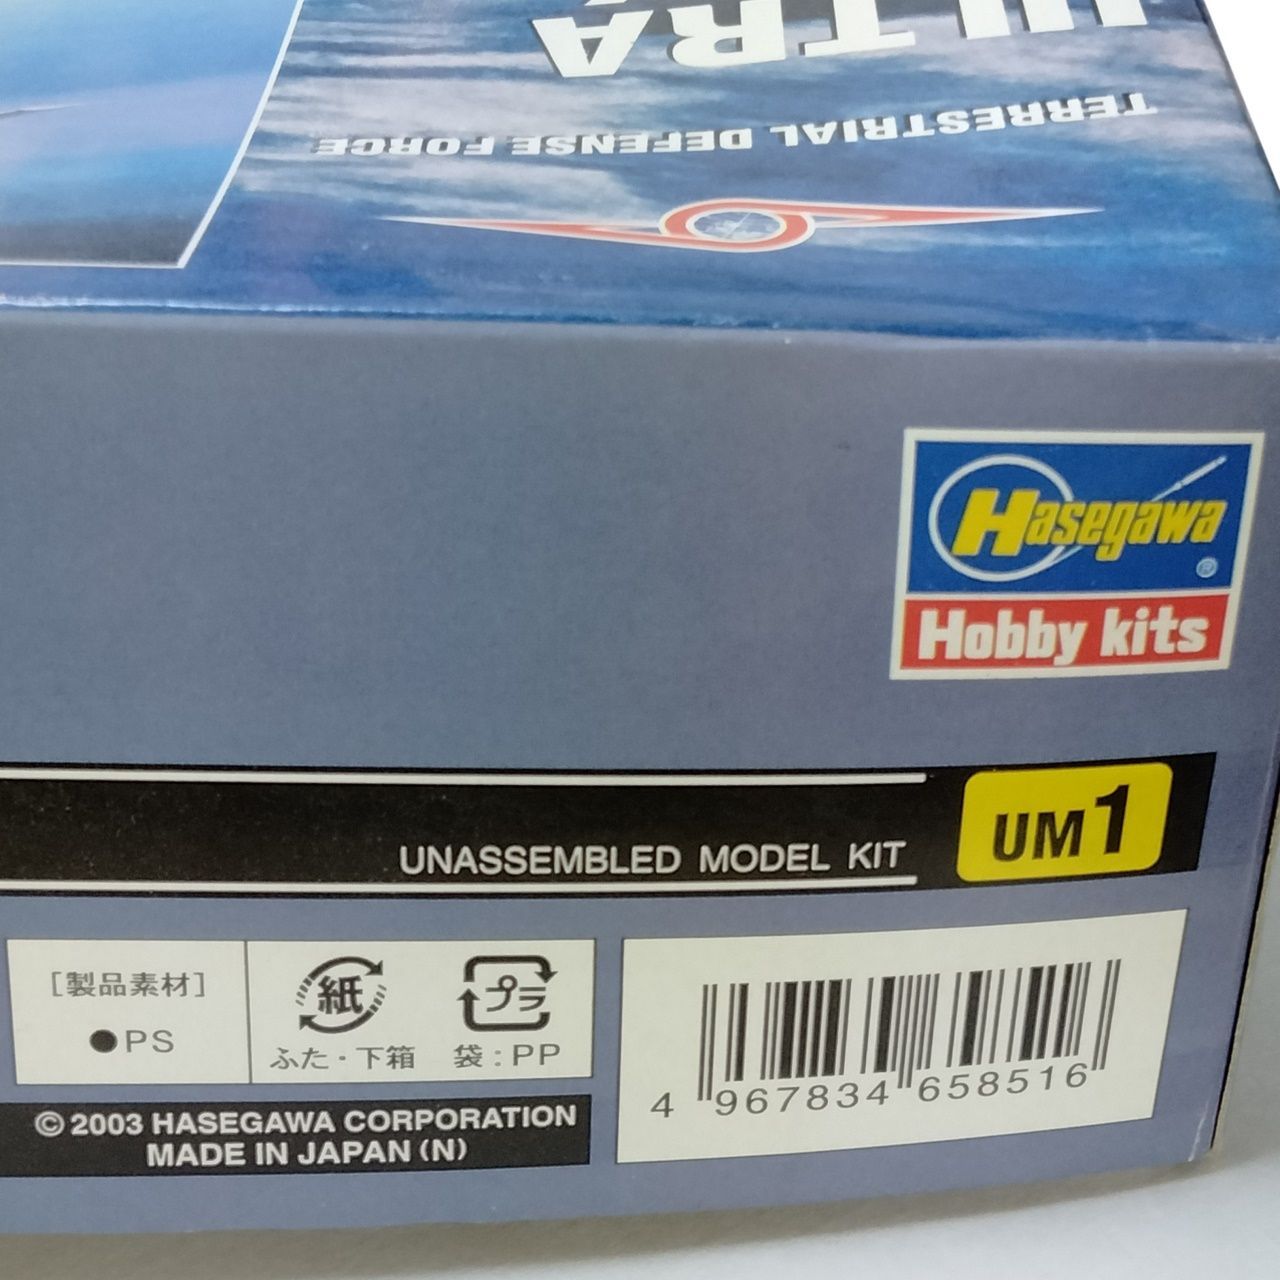 ULTRA
TERRESTRIAL DEFENSE FORCE
Hasegawa®
Hobby kits
UNASSEMBLED MODEL KIT
UM1
[製品素材]
●PS
紙
プラ
ふた・下箱
袋:PP
4 967834 658516
© 2003 HASEGAWA CORPORATION
MADE IN JAPAN (N)